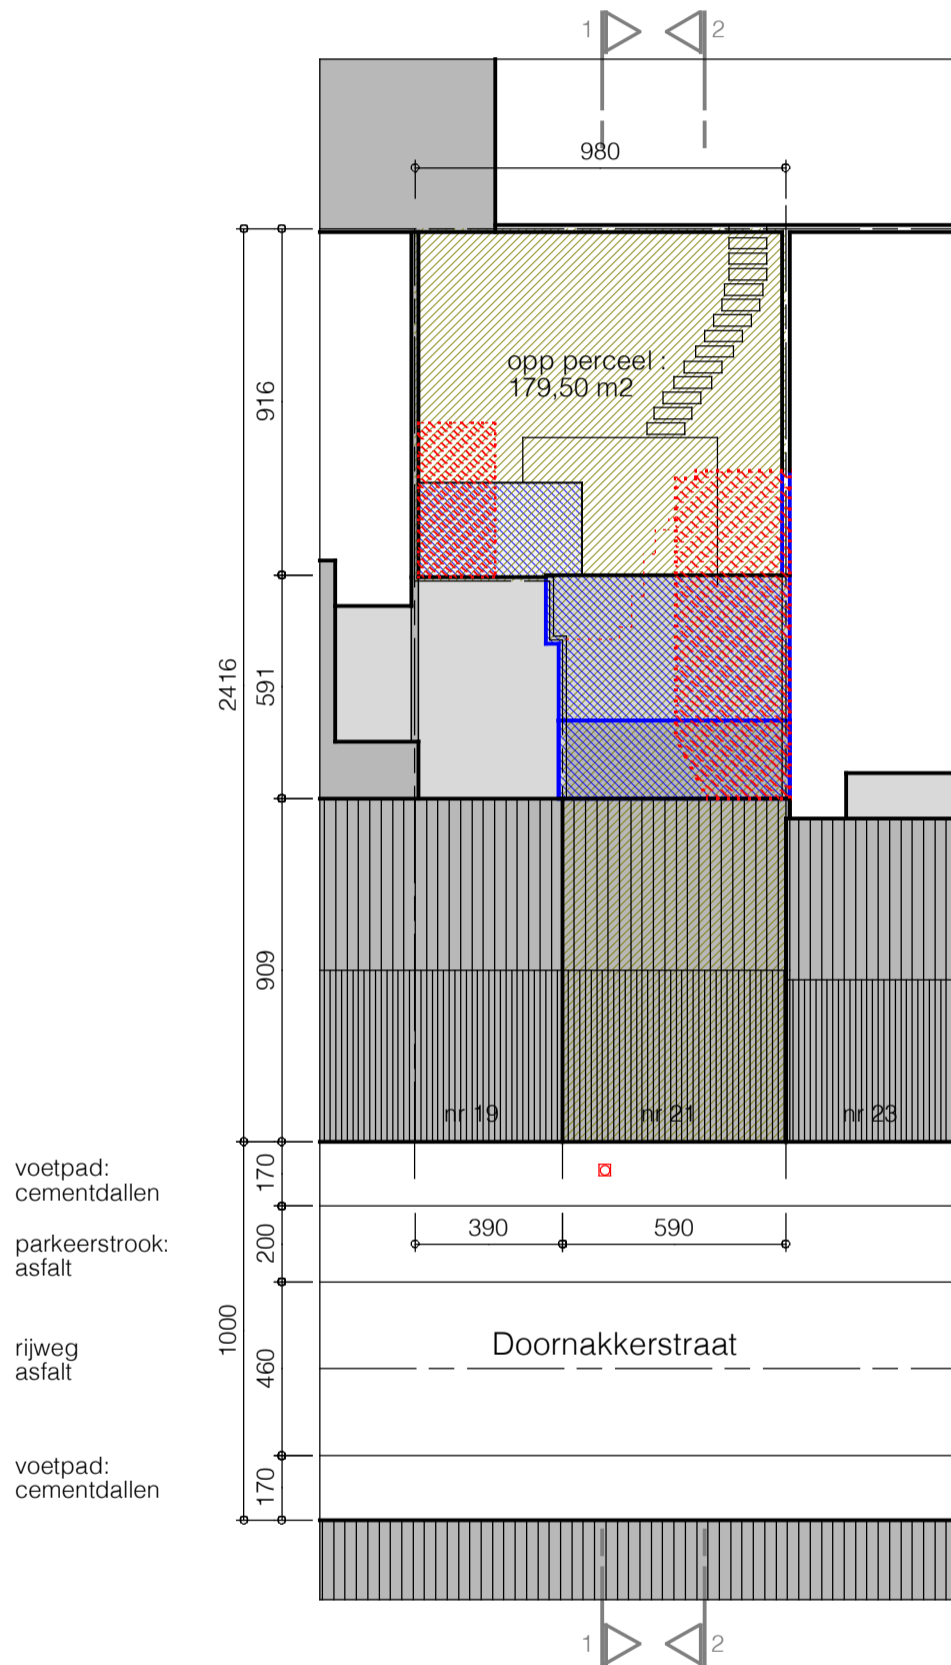 1
2
980
opp perceel :
179,50 m2
916
2416
591
909
nr 19
nr 21
nr 23
voetpad:
cementdallen
170
parkeerstrook:
asfalt
200
390
590
1000
rijweg
asfalt
460
Doornakkerstraat
voetpad:
cementdallen
170
1
2